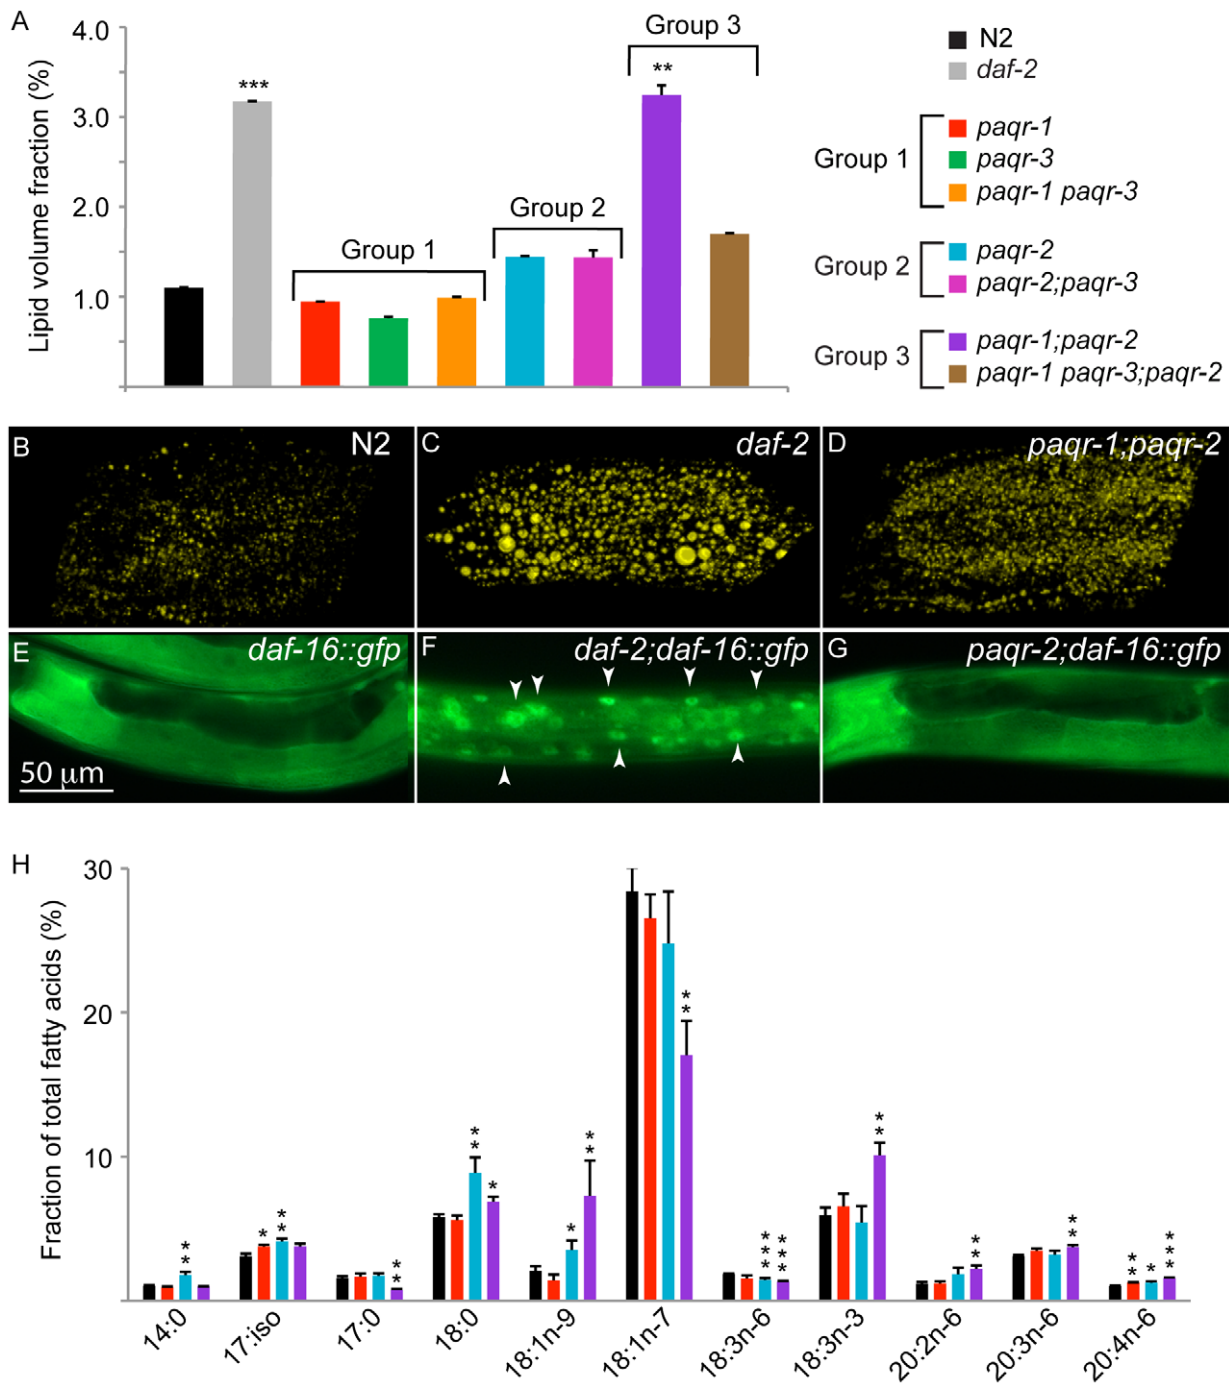 A
Lipid volume fraction (%)
4.0
3.0
2.0
1.0
***
**
Group 1
Group 2
Group 3
N2
daf-2
Group 1
paqr-1
paqr-3
paqr-1 paqr-3
Group 2
paqr-2
paqr-2;paqr-3
Group 3
paqr-1;paqr-2
paqr-1 paqr-3;paqr-2
B
N2
C
daf-2
D
paqr-1;paqr-2
E
daf-16::gfp
50 μm
F
daf-2;daf-16::gfp
G
paqr-2;daf-16::gfp
H
Fraction of total fatty acids (%)
30
20
10
**
*
**
**
**
*
*
**
**
***
***
**
**
**
**
*
***
14:0
17:iso
17:0
18:0
18:1n-9
18:1n-7
18:3n-6
18:3n-3
20:2n-6
20:3n-6
20:4n-6